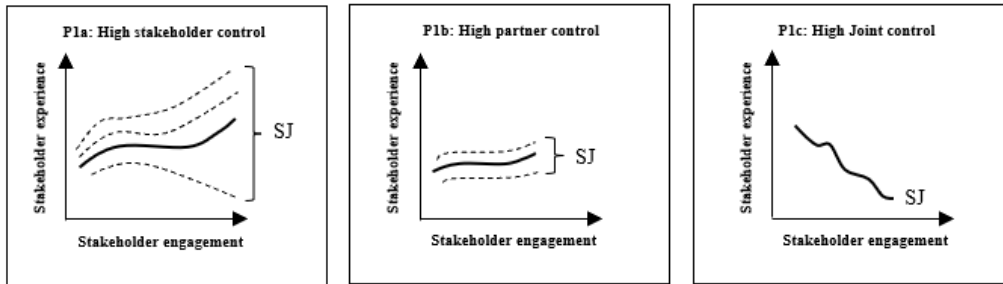 P1a: High stakeholder control
Stakeholder experience
SJ
Stakeholder engagement
P1b: High partner control
Stakeholder experience
SJ
Stakeholder engagement
P1c: High Joint control
Stakeholder experience
SJ
Stakeholder engagement